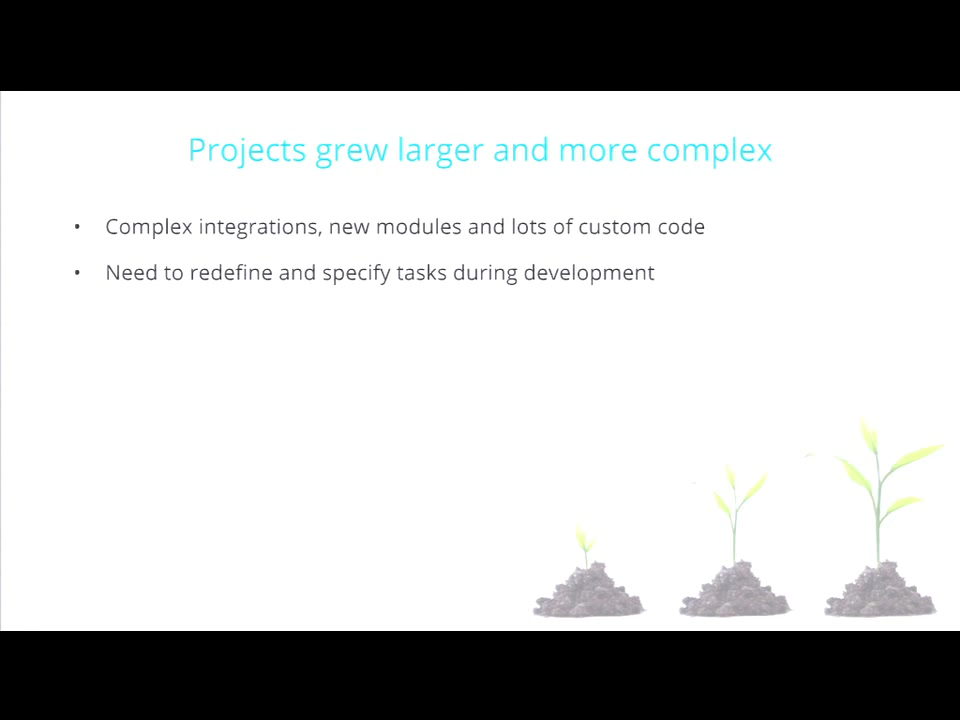 Projects grew larger and more complex
• Complex integrations, new modules and lots of custom code
• Need to redefine and specify tasks during development